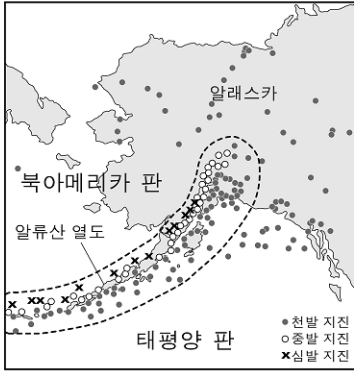 알래스카
북아메리카 판
알류산 열도
태평양 판
천발 지진
중발 지진
심발 지진